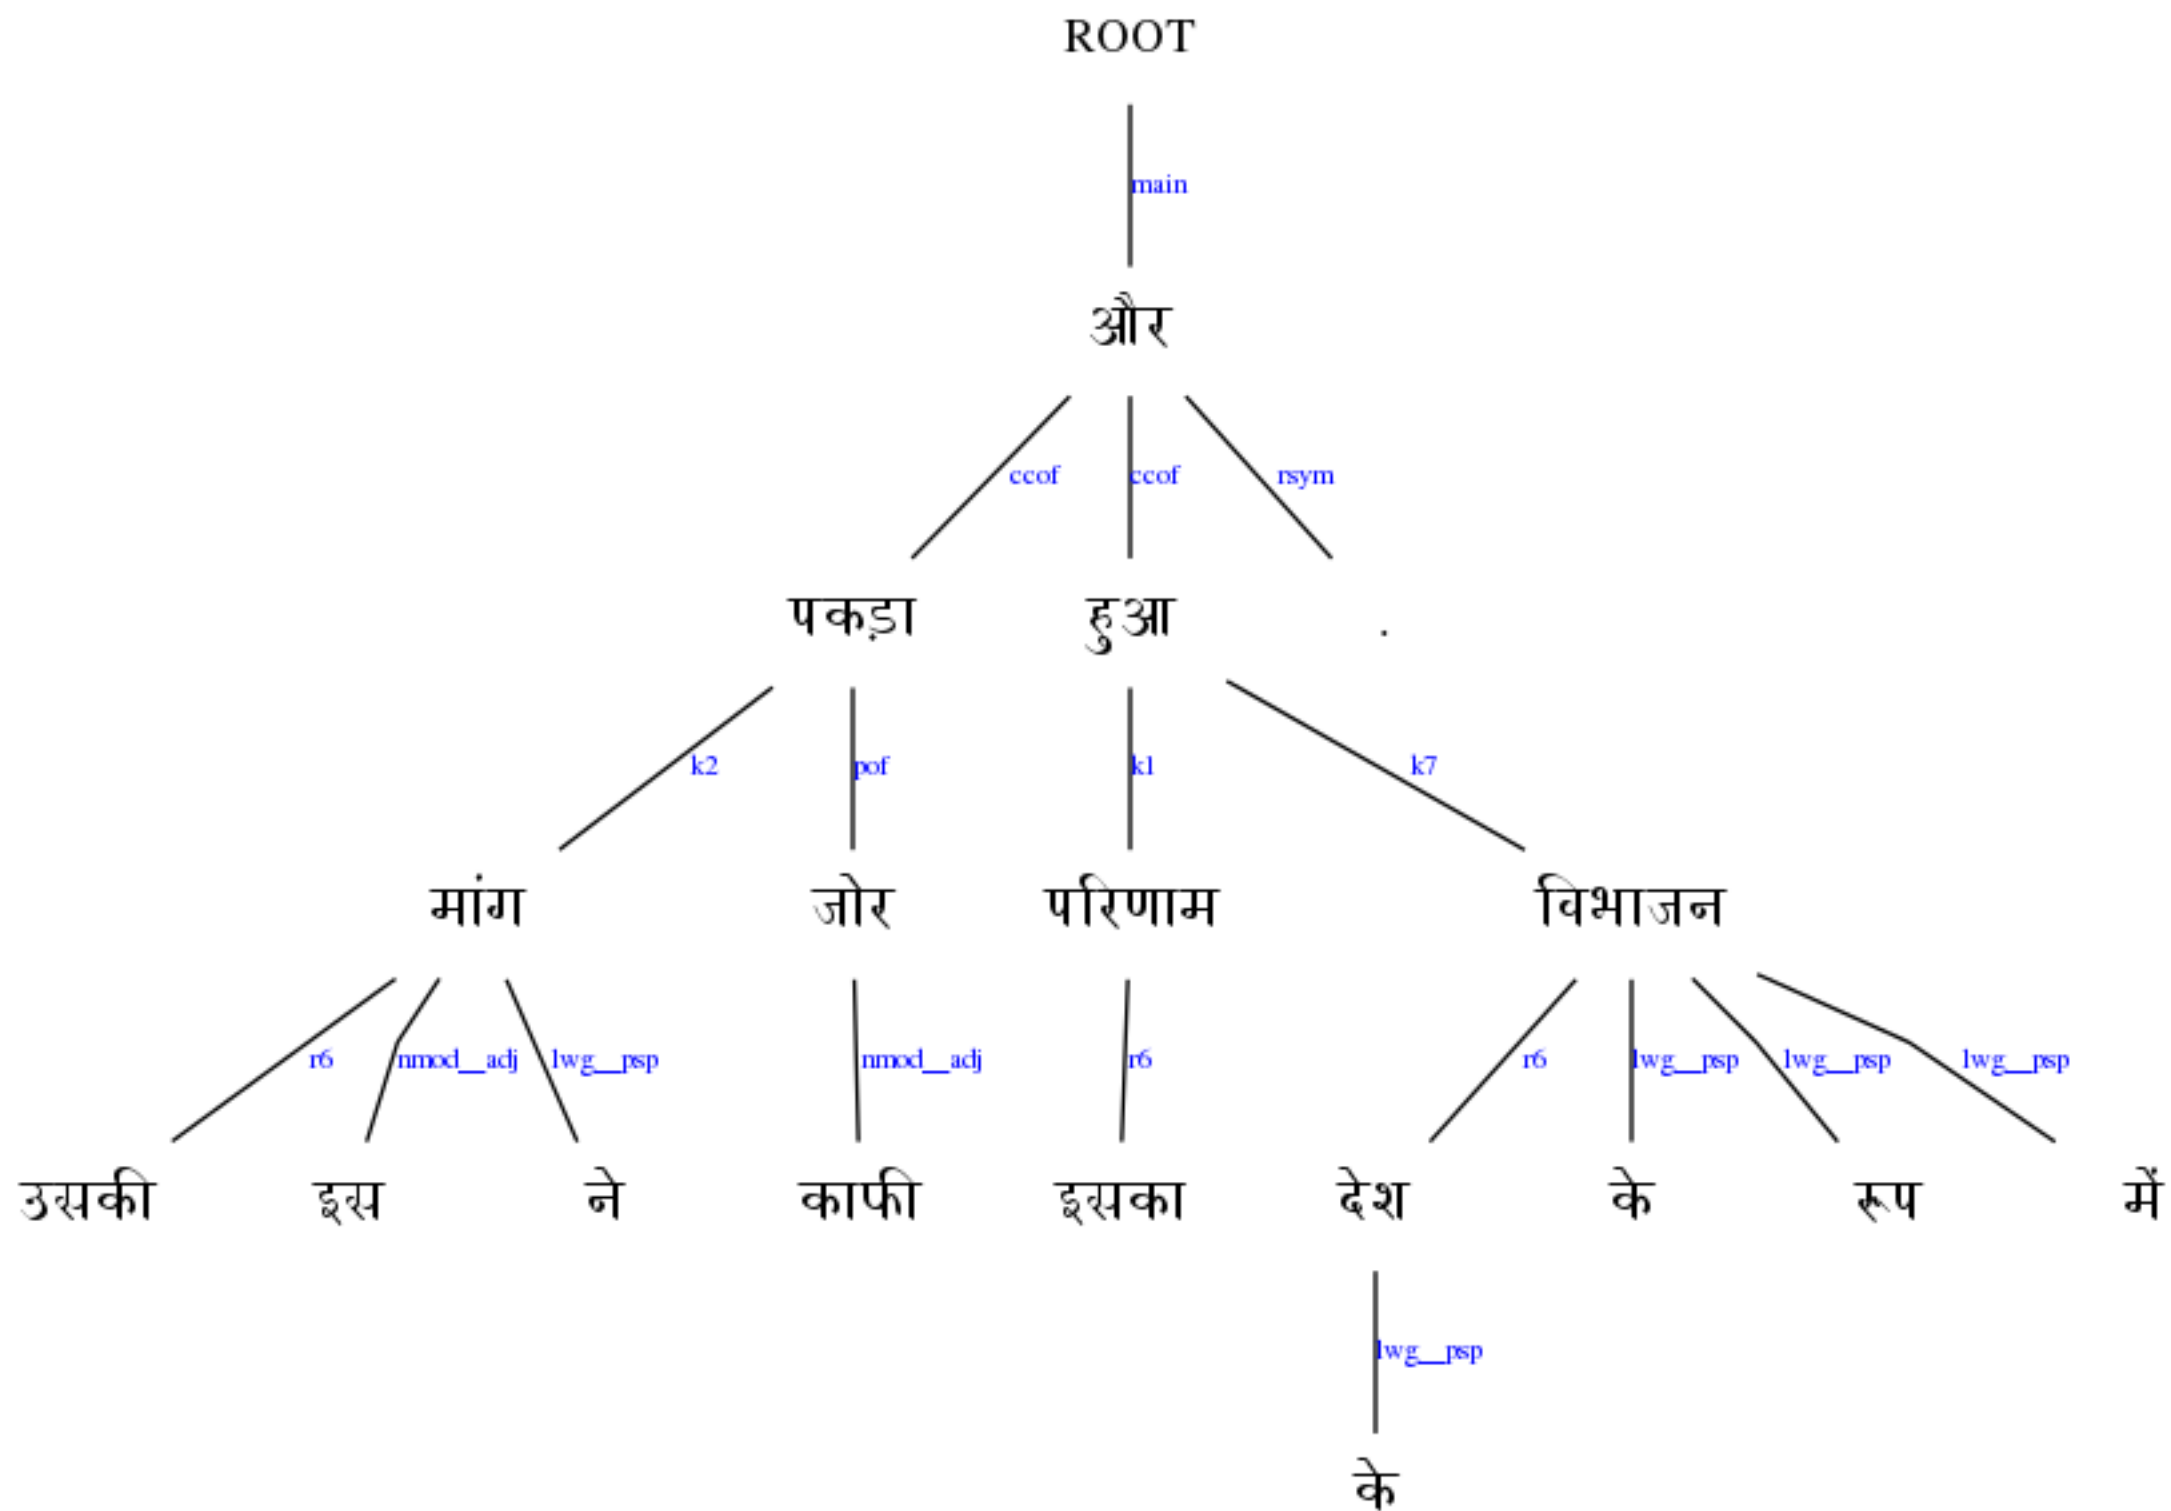 ROOT
main
और
ccof ccof rsym
पकड़ा हुआ .
k2 pof k1 k7
मांग जोर परिणाम विभाजन
r6 nmod__adj lwg__psp nmod__adj r6 r6 lwg__psp lwg__psp lwg__psp
उसकी इस ने काफी इसका देश के रूप में
lwg__psp
के